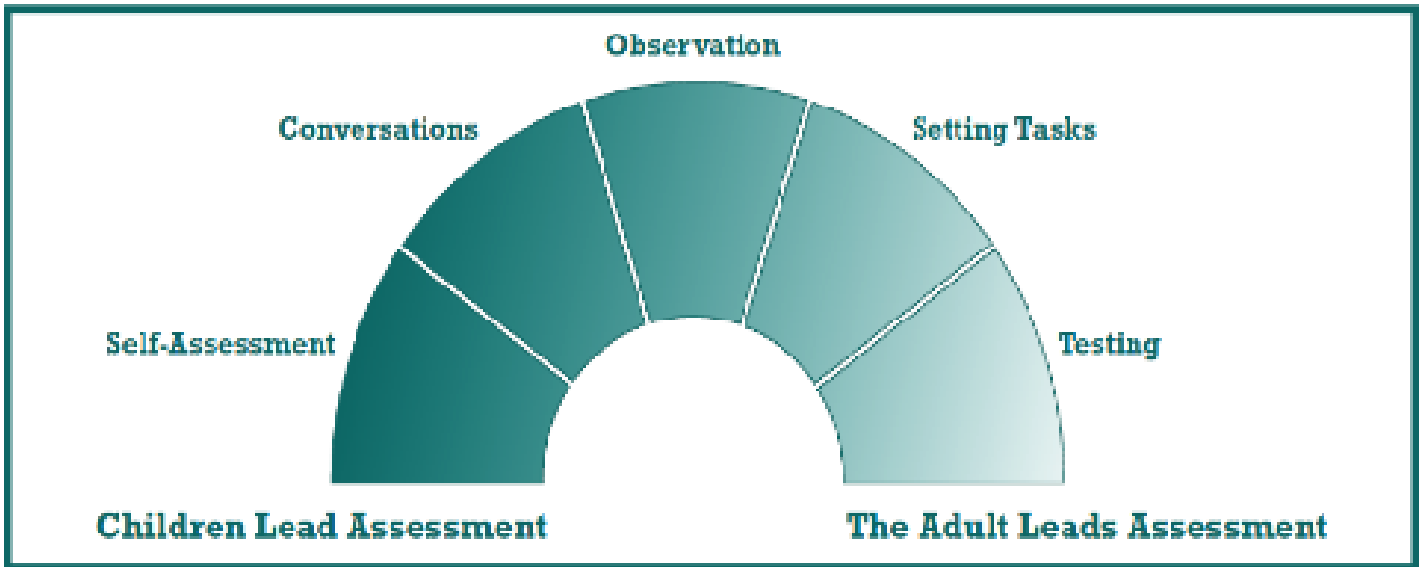 Observation
Conversations
Setting Tasks
Self-Assessment
Testing
Children Lead Assessment
The Adult Leads Assessment